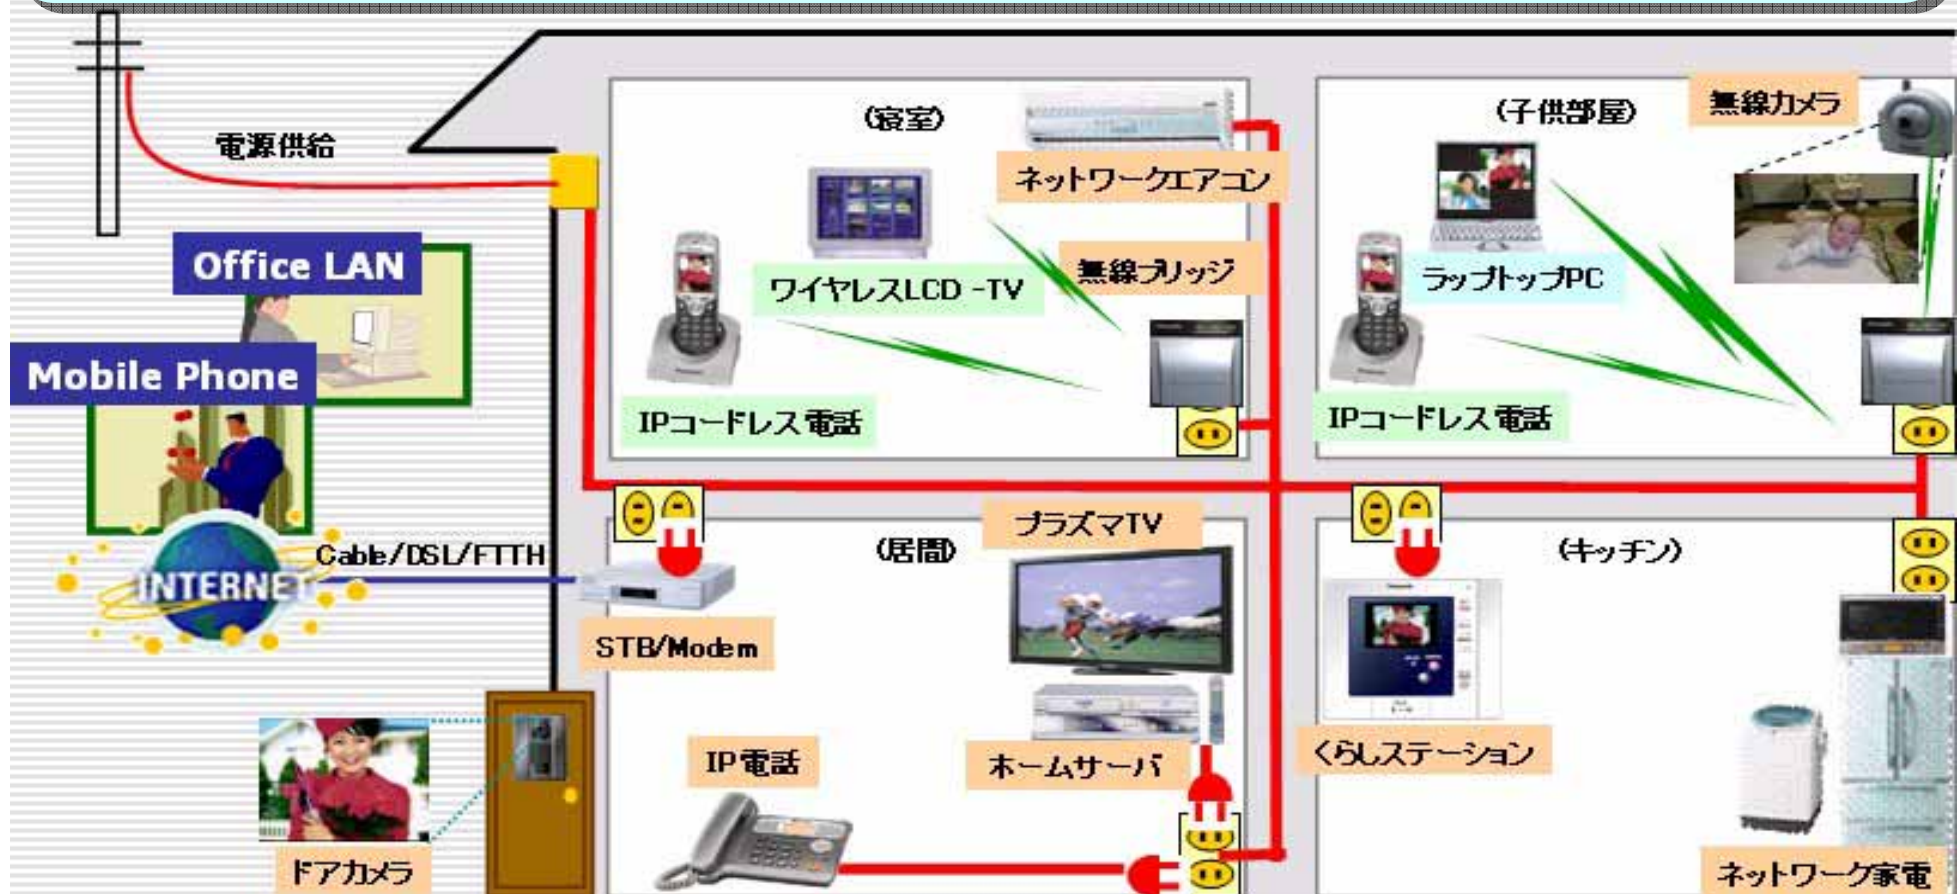 電源供給
(寝室)
ネットワークエアコン
ワイヤレスLCD -TV
無線ブリッジ
IPコードレス電話
(子供部屋)
無線カメラ
ラップトップPC
IPコードレス電話
Office LAN
Mobile Phone
INTERNET
Cable/DSL/FTTH
STB/Modem
(居間)
プラズマTV
ホームサーバ
IP電話
(キッチン)
くらしステーション
ネットワーク家電
ドアカメラ